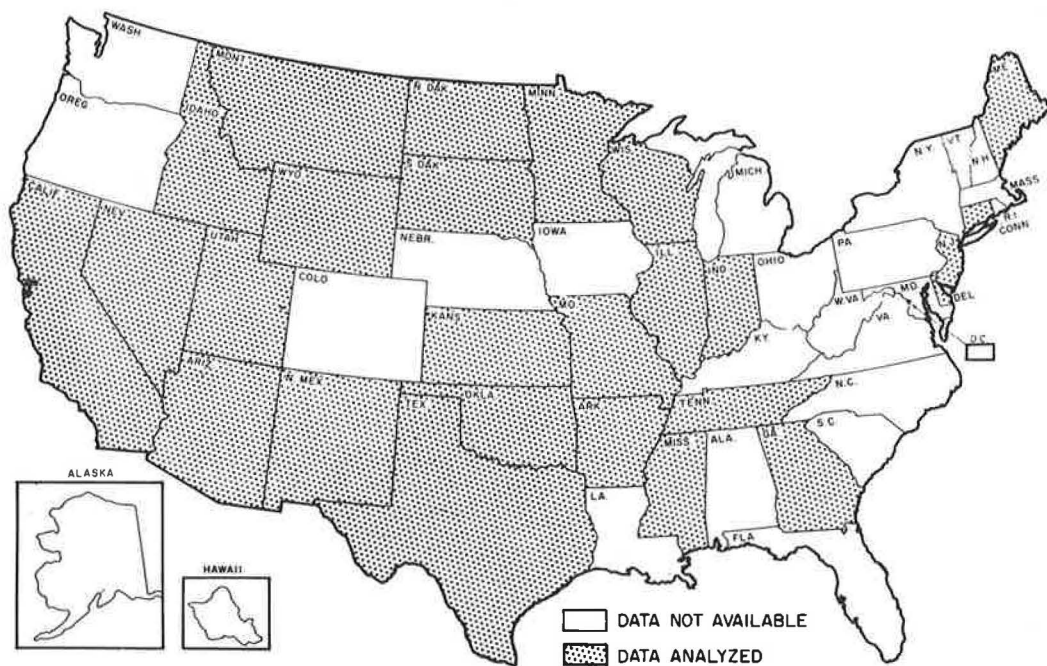 WASH
MONT
N. DAK.
MINN
ME.
OREG
IDAHO
S. DAK
WIS.
N.Y.
VT.
N.H.
MICH
MASS
WYO
CALIF.
NEV.
R.I.
CONN
NEBR.
IOWA
UTAH
PA
N.J.
ILL.
IND
OHIO
COLO
MD.
DEL
W.VA
MO.
KANS
VA.
KY.
D.C.
ARIZ.
N. MEX.
N.C.
TEX.
OKLA
TENN
ARK.
S.C.
MISS
ALA.
GA.
ALASKA
LA.
FLA
HAWAII
DATA NOT AVAILABLE
DATA ANALYZED